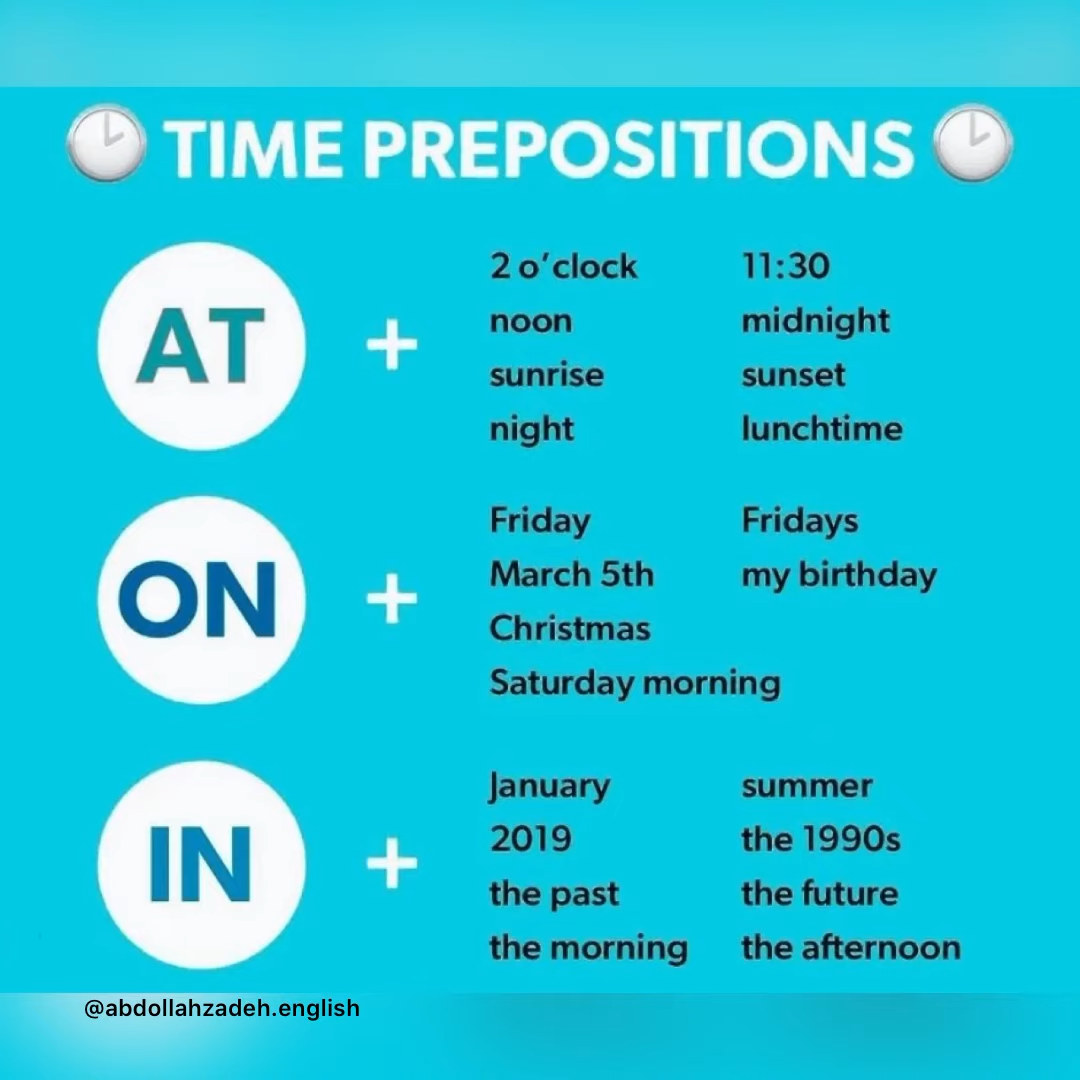 TIME PREPOSITIONS
AT + 2 o'clock 11:30
noon midnight
sunrise sunset
night lunchtime
ON + Friday Fridays
March 5th my birthday
Christmas
Saturday morning
IN + January summer
2019 the 1990s
the past the future
the morning the afternoon
@abdollahzadeh.english